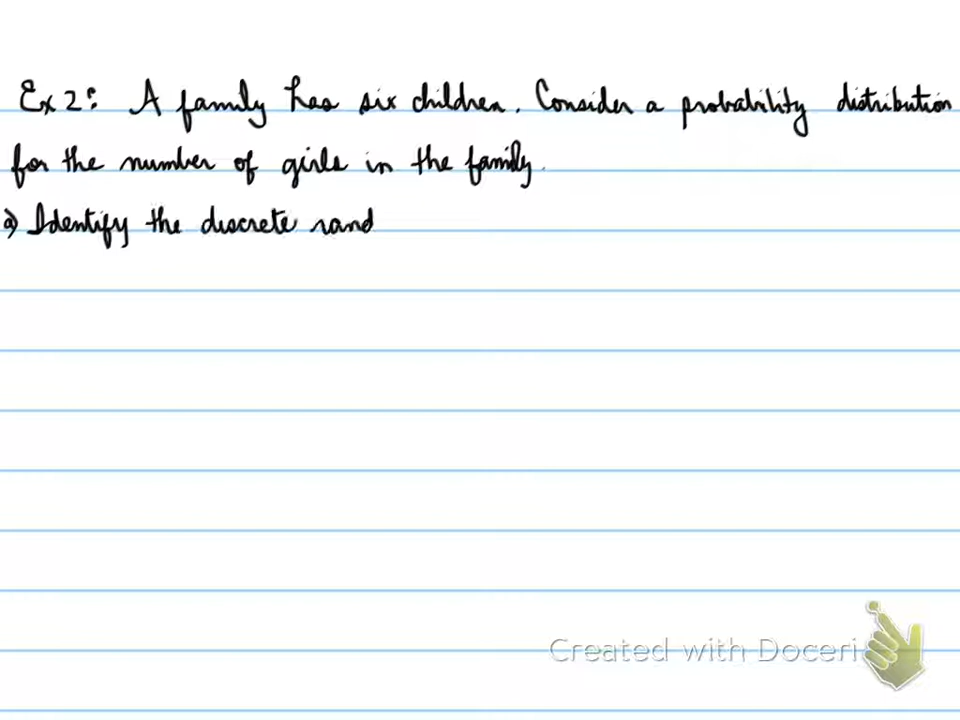 Ex 2: A family has six children. Consider a probability distribution
for the number of girls in the family.
a) Identify the discrete rand
Created with Doceri